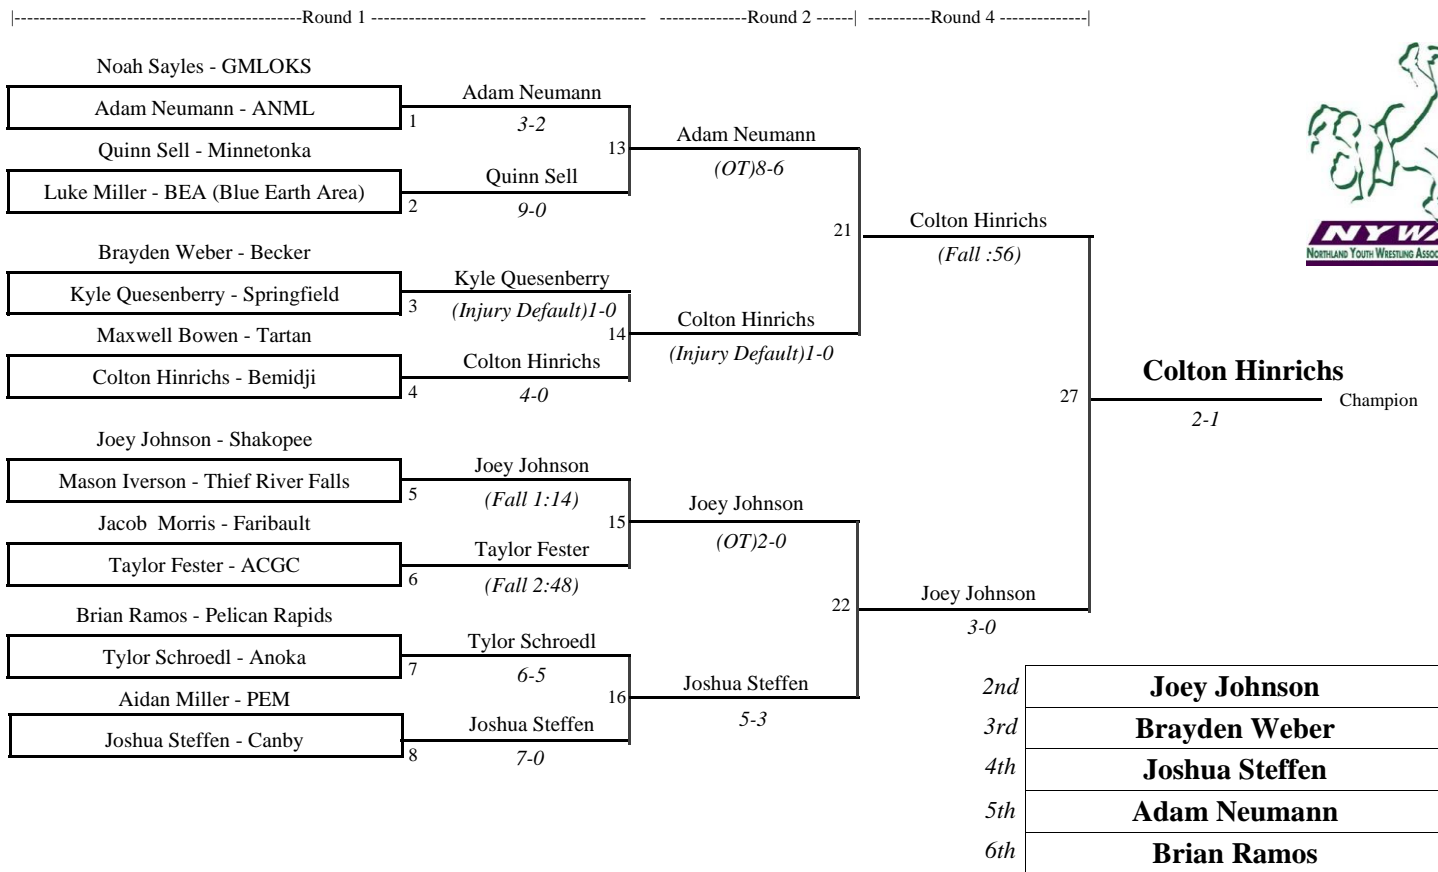 |----------------------------------------------Round 1 --------------------------------------------    --------------Round 2 ------|  ----------Round 4 --------------|
Noah Sayles - GMLOKS
Adam Neumann - ANML
1
Quinn Sell - Minnetonka
Luke Miller - BEA (Blue Earth Area)
2
Brayden Weber - Becker
Kyle Quesenberry - Springfield
3
Maxwell Bowen - Tartan
Colton Hinrichs - Bemidji
4
Joey Johnson - Shakopee
Mason Iverson - Thief River Falls
5
Jacob  Morris - Faribault
Taylor Fester - ACGC
6
Brian Ramos - Pelican Rapids
Tylor Schroedl - Anoka
7
Aidan Miller - PEM
Joshua Steffen - Canby
8
Adam Neumann
3-2
13
Quinn Sell
9-0
Kyle Quesenberry
(Injury Default)1-0
14
Colton Hinrichs
4-0
Joey Johnson
(Fall 1:14)
15
Taylor Fester
(Fall 2:48)
Tylor Schroedl
6-5
16
Joshua Steffen
7-0
Adam Neumann
(OT)8-6
21
Colton Hinrichs
(Injury Default)1-0
Joey Johnson
(OT)2-0
22
Joshua Steffen
5-3
Colton Hinrichs
(Fall :56)
27
Joey Johnson
3-0
Colton Hinrichs
Champion
2-1
NYWA
NORTHLAND YOUTH WRESTLING ASSOC
2nd Joey Johnson
3rd Brayden Weber
4th Joshua Steffen
5th Adam Neumann
6th Brian Ramos